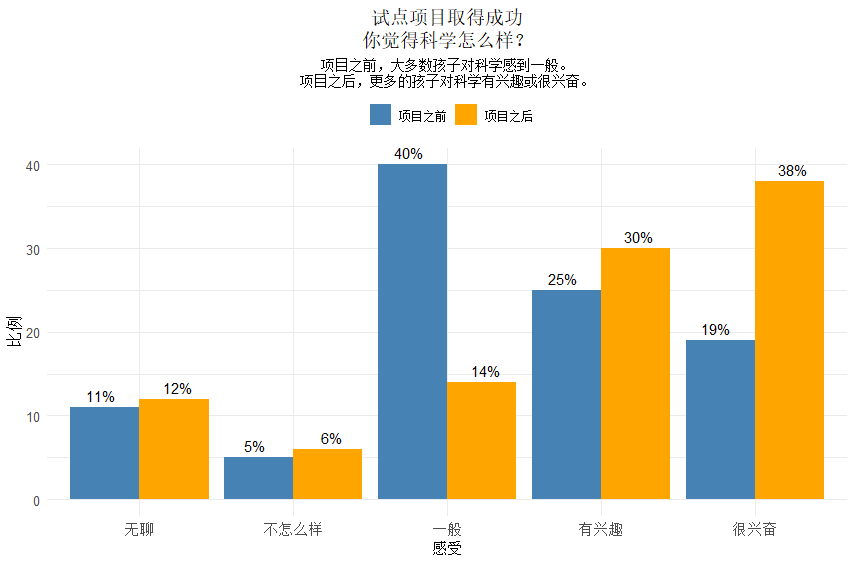 试点项目取得成功
你觉得科学怎么样？
项目之前，大多数孩子对科学感到一般。
项目之后，更多的孩子对科学有兴趣或很兴奋。
项目之前 项目之后
40%
38%
30%
25%
19%
14%
11% 12%
5% 6%
40
30
20
10
0
比例
无聊 不怎么样 一般 有兴趣 很兴奋
感受